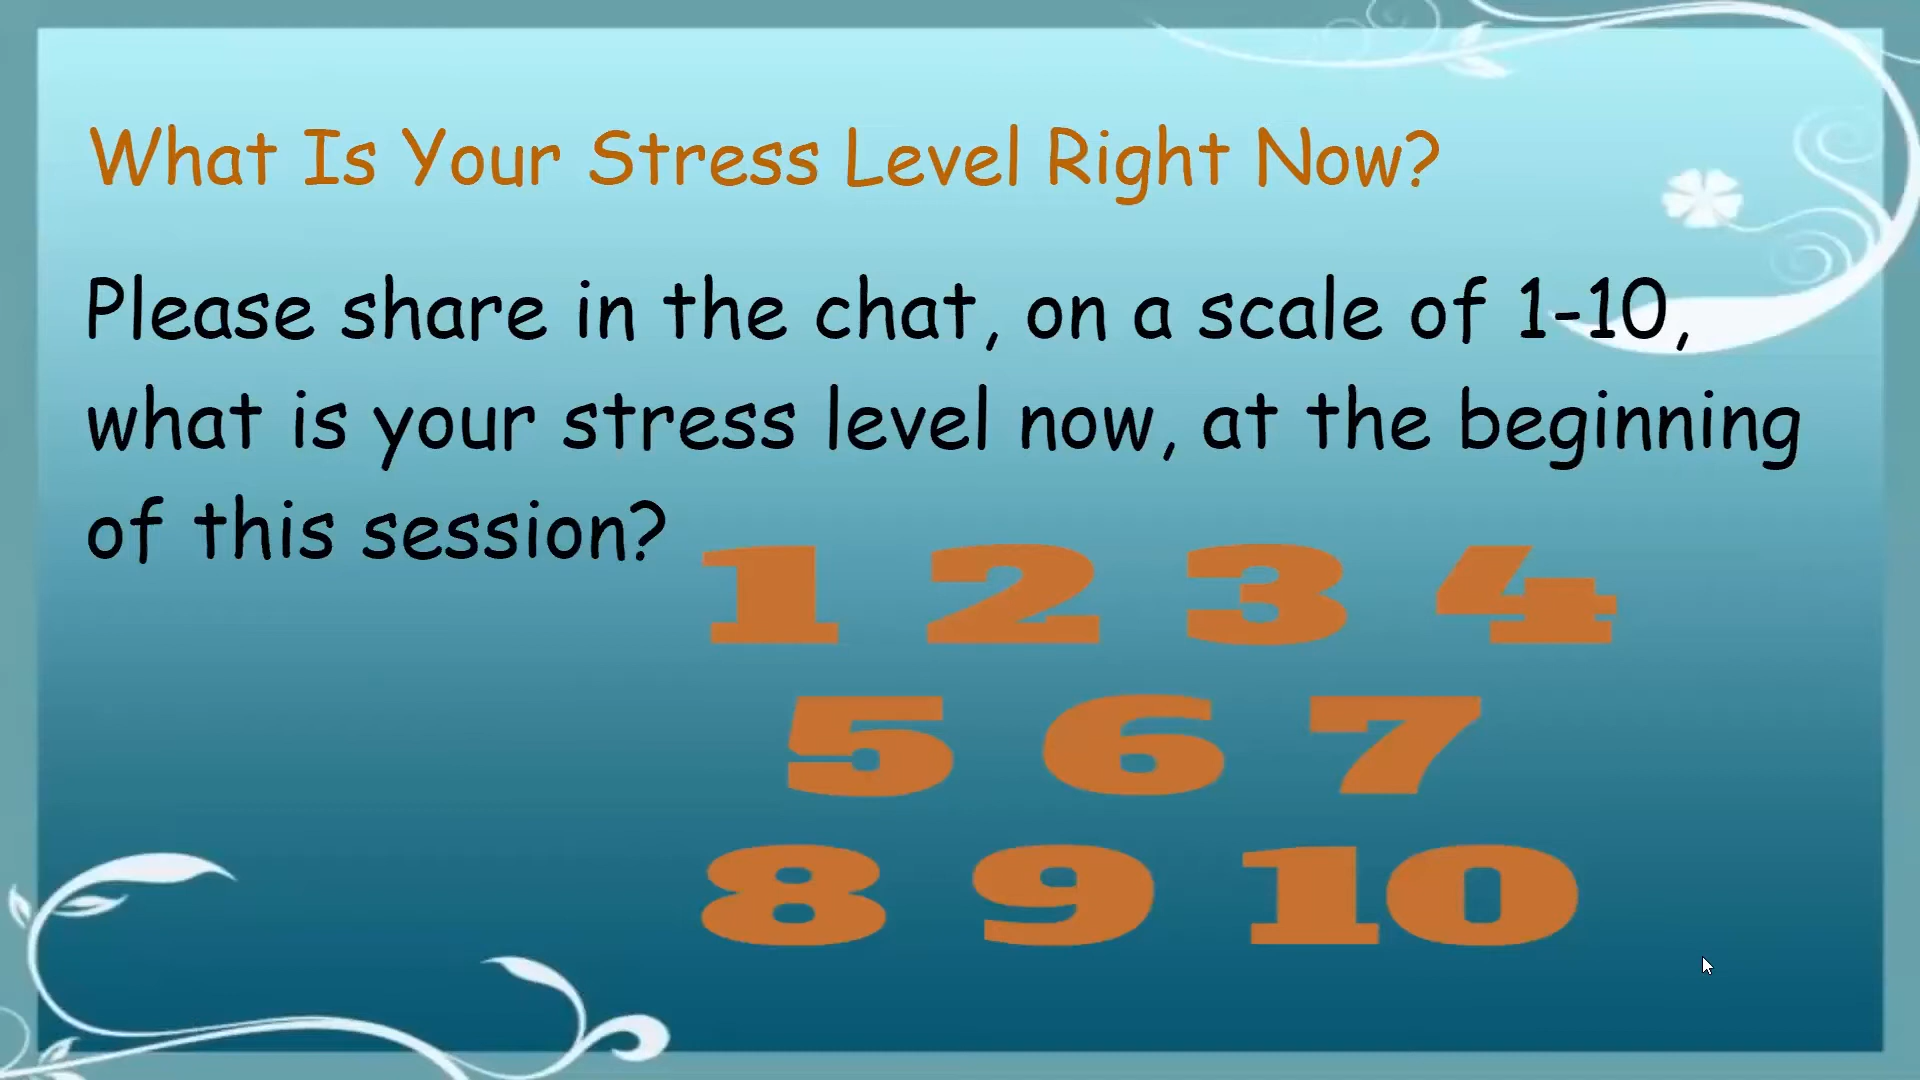 What Is Your Stress Level Right Now?
Please share in the chat, on a scale of 1-10,
what is your stress level now, at the beginning
of this session?
1 2 3 4
5 6 7
8 9 10